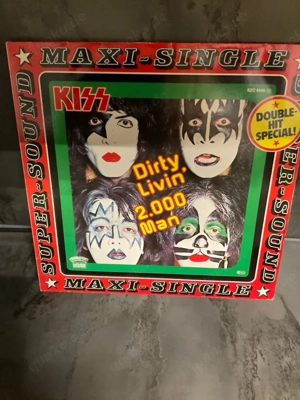 MAXI-SINGLE
SUPER-SOUND
KISS
DOUBLE-
HIT
SPECIAL!
Dirty
Livin'
2.000
Man
SUPER-SOUND
MAXI-SINGLE